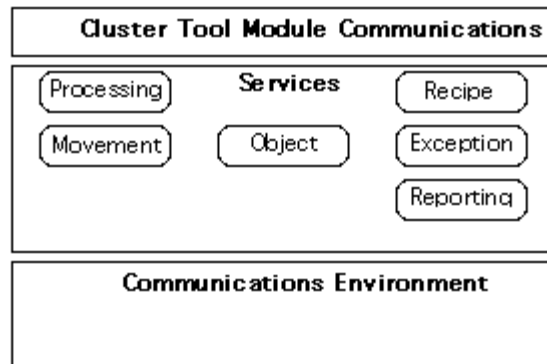 Cluster Tool Module Communications
Services
Processing
Recipe
Movement
Object
Exception
Reporting
Communications Environment